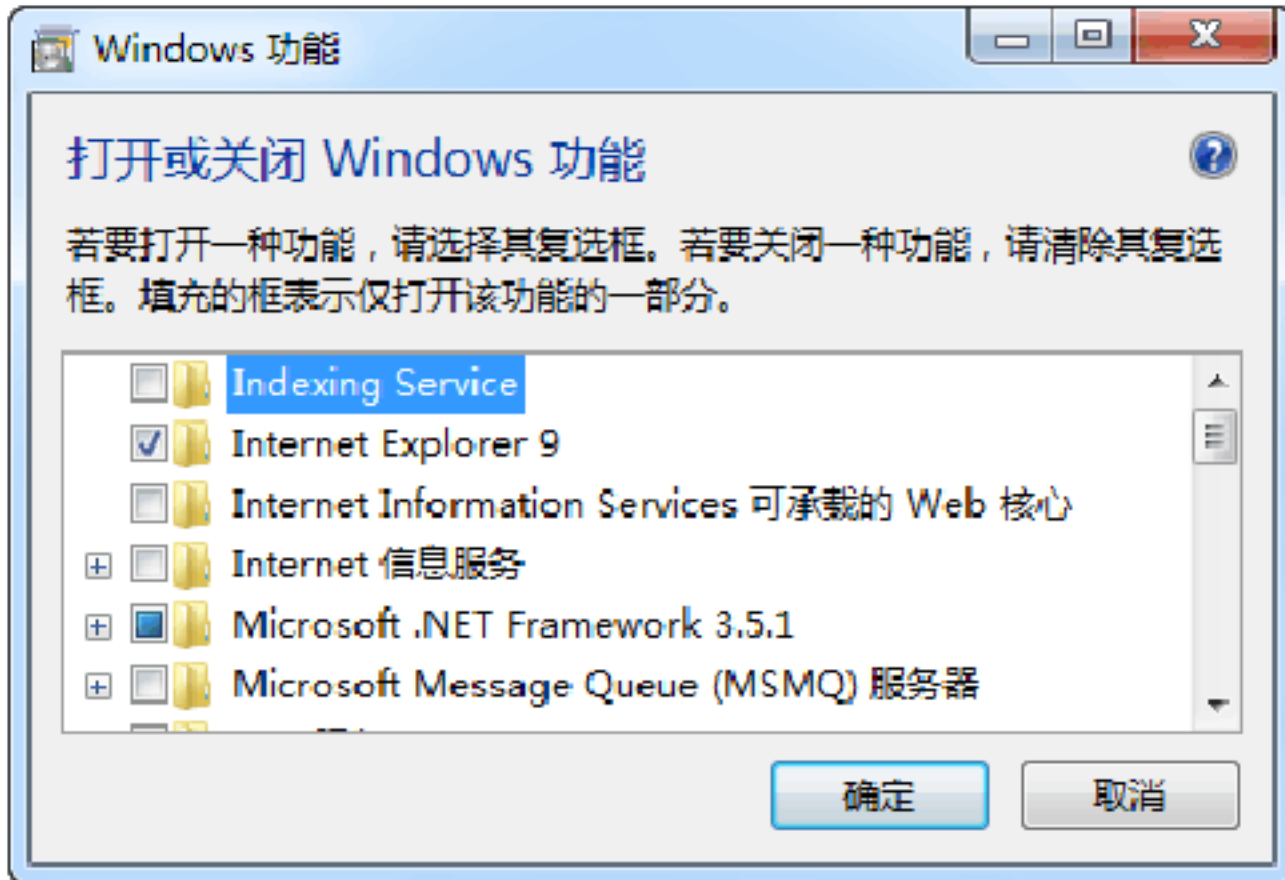 Windows 功能
打开或关闭 Windows 功能
若要打开一种功能，请选择其复选框。若要关闭一种功能，请清除其复选
框。填充的框表示仅打开该功能的一部分。
Indexing Service
Internet Explorer 9
Internet Information Services 可承载的 Web 核心
Internet 信息服务
Microsoft .NET Framework 3.5.1
Microsoft Message Queue (MSMQ) 服务器
确定
取消